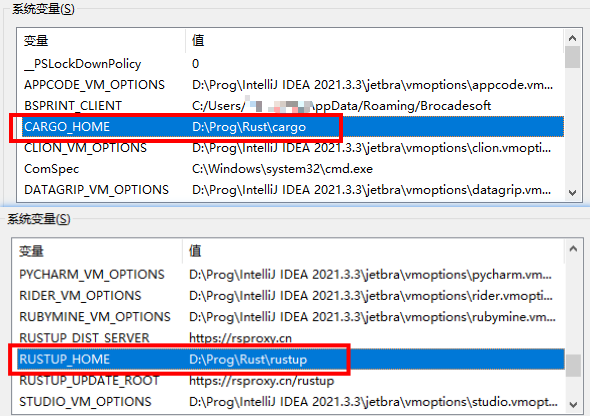 系统变量(S)
变量 值
__PSLockDownPolicy 0
APPCODE_VM_OPTIONS D:\Prog\IntelliJ IDEA 2021.3.3\jetbra\vmoptions\appcode.vm...
BSPRINT_CLIENT C:/Users/ ppData/Roaming/Brocadesoft
CARGO_HOME D:\Prog\Rust\cargo
CLION_VM_OPTIONS D:\Prog\IntelliJ IDEA 2021.3.3\jetbra\vmoptions\clion.vmopti...
ComSpec C:\Windows\system32\cmd.exe
DATAGRIP_VM_OPTIONS D:\Prog\IntelliJ IDEA 2021.3.3\jetbra\vmoptions\datagrip.vm...
系统变量(S)
变量 值
PYCHARM_VM_OPTIONS D:\Prog\IntelliJ IDEA 2021.3.3\jetbra\vmoptions\pycharm.vm...
RIDER_VM_OPTIONS D:\Prog\IntelliJ IDEA 2021.3.3\jetbra\vmoptions\rider.vmopti...
RUBYMINE_VM_OPTIONS D:\Prog\IntelliJ IDEA 2021.3.3\jetbra\vmoptions\rubymine.v...
RUSTUP_DIST_SERVER https://rsproxy.cn
RUSTUP_HOME D:\Prog\Rust\rustup
RUSTUP_UPDATE_ROOT https://rsproxy.cn/rustup
STUDIO_VM_OPTIONS D:\Prog\IntelliJ IDEA 2021.3.3\jetbra\vmoptions\studio.vmopt...